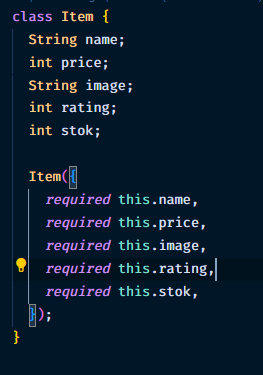 class Item {
  String name;
  int price;
  String image;
  int rating;
  int stok;

  Item({
    required this.name,
    required this.price,
    required this.image,
    required this.rating,
    required this.stok,
  });
}